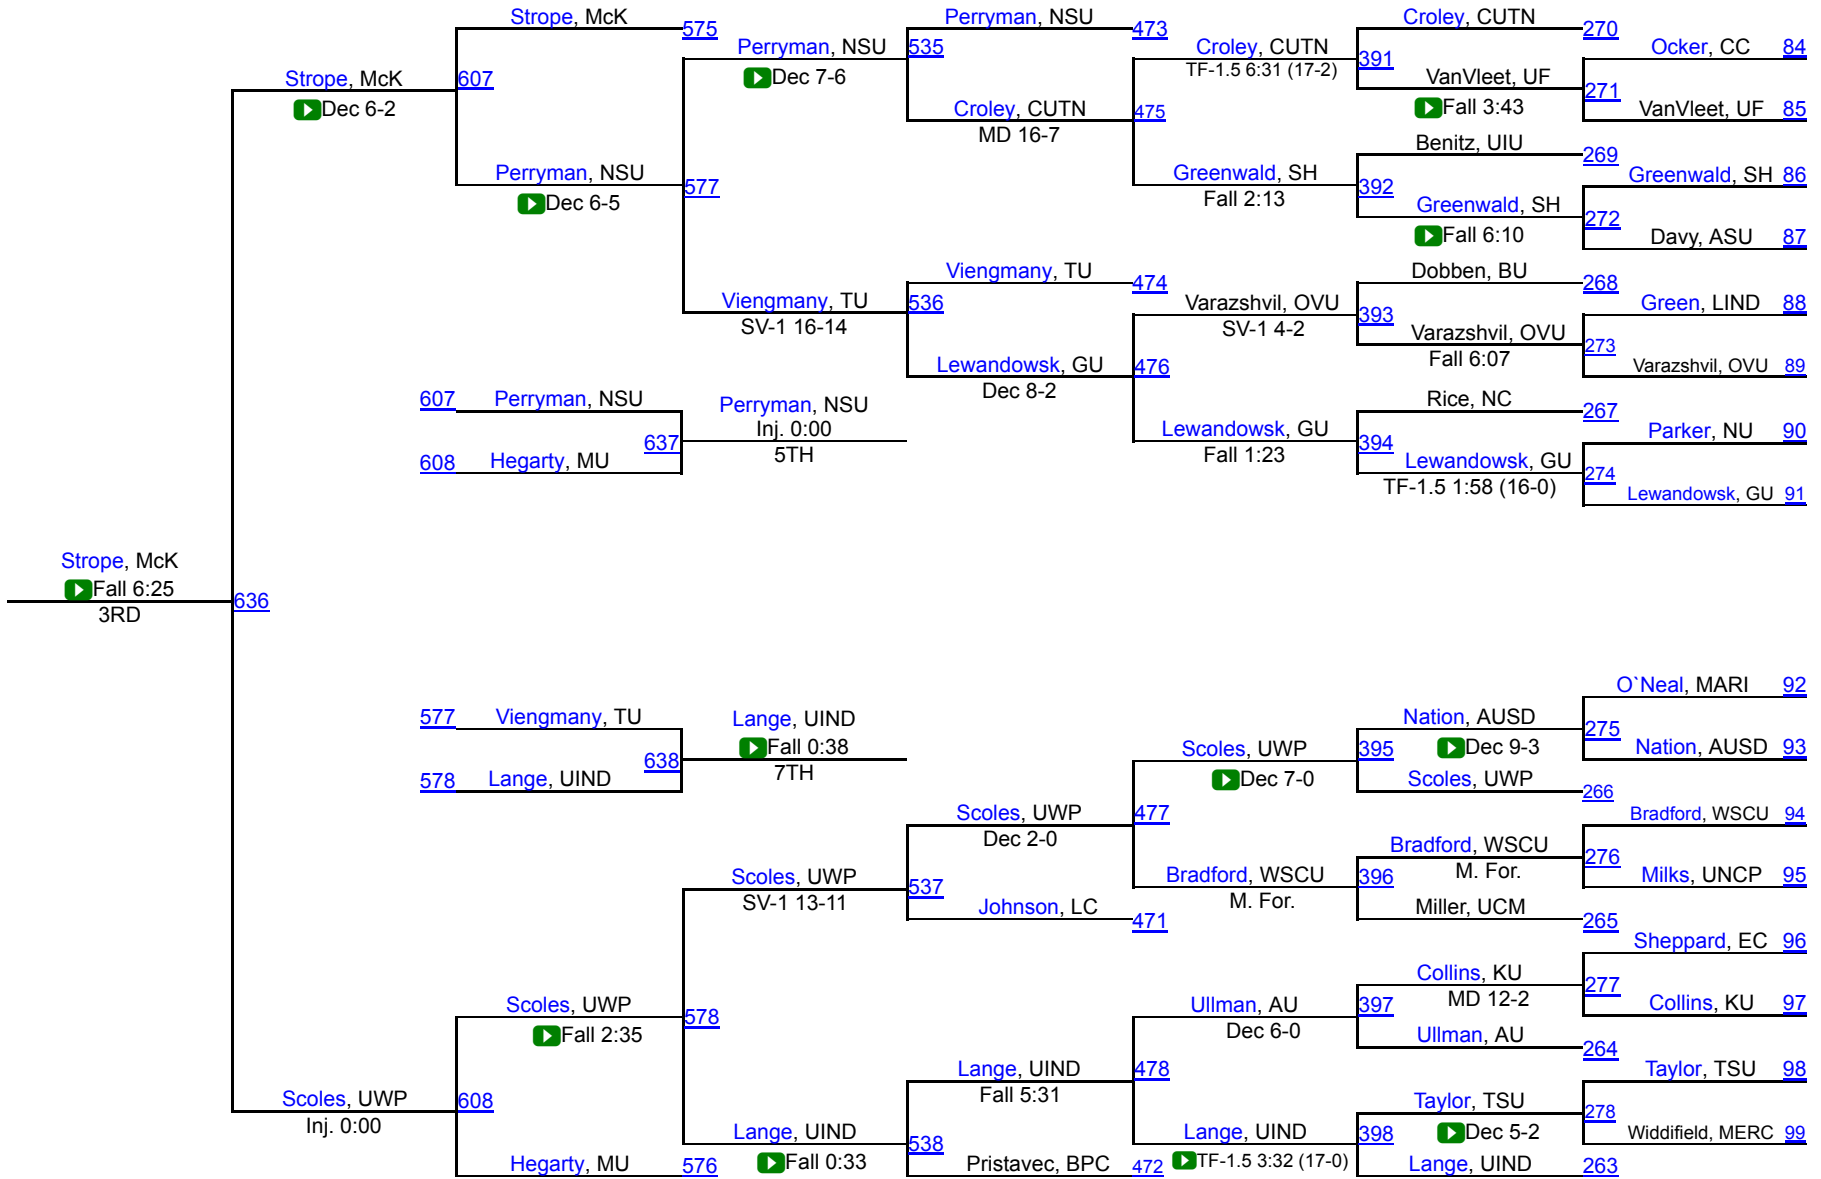 Strope, McK
575
Perryman, NSU
473
Croley, CUTN
270
Perryman, NSU
535
Dec 7-6
Croley, CUTN
TF-1.5 6:31 (17-2)
391
Ocker, CC 84
Strope, McK
607
Dec 6-2
VanVleet, UF
Fall 3:43
271
VanVleet, UF 85
Croley, CUTN
MD 16-7
475
Benitz, UIU
269
Perryman, NSU
Dec 6-5
577
Greenwald, SH
Fall 2:13
392
Greenwald, SH 86
Greenwald, SH
Fall 6:10
272
Davy, ASU 87
Viengmany, TU
474
Dobben, BU
268
Viengmany, TU
SV-1 16-14
536
Varazshvil, OVU
SV-1 4-2
393
Green, LIND 88
Varazshvil, OVU
Fall 6:07
273
Varazshvil, OVU 89
Lewandowsk, GU
Dec 8-2
476
607 Perryman, NSU
637
Perryman, NSU
Inj. 0:00
5TH
608 Hegarty, MU
Rice, NC
267
Lewandowsk, GU
Fall 1:23
394
Parker, NU 90
Lewandowsk, GU
TF-1.5 1:58 (16-0)
274
Lewandowsk, GU 91
Strope, McK
Fall 6:25
3RD
636
O`Neal, MARI 92
577 Viengmany, TU
638
Lange, UIND
Fall 0:38
7TH
578 Lange, UIND
Nation, AUSD
Dec 9-3
275
Nation, AUSD 93
Scoles, UWP
Dec 7-0
395
Scoles, UWP
266
Scoles, UWP
Dec 2-0
477
Bradford, WSCU 94
Bradford, WSCU
M. For.
276
Milks, UNCP 95
Scoles, UWP
SV-1 13-11
537
Bradford, WSCU
M. For.
396
Johnson, LC
471
Miller, UCM
265
Sheppard, EC 96
Collins, KU
MD 12-2
277
Collins, KU 97
Scoles, UWP
Fall 2:35
578
Ullman, AU
Dec 6-0
397
Ullman, AU
264
Lange, UIND
Fall 5:31
478
Taylor, TSU 98
Scoles, UWP
Inj. 0:00
608
Taylor, TSU
Dec 5-2
278
Widdifield, MERC 99
Lange, UIND
Fall 0:33
538
Lange, UIND
TF-1.5 3:32 (17-0)
398
Hegarty, MU
576
Pristavec, BPC
472
Lange, UIND
263